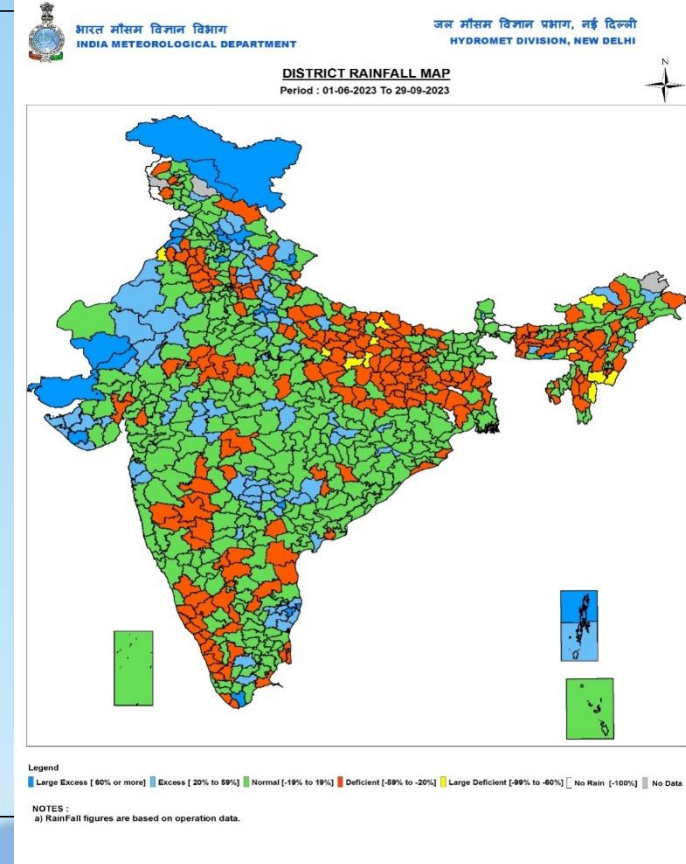 भारत मौसम विज्ञान विभाग
INDIA METEOROLOGICAL DEPARTMENT
जल मौसम विज्ञान प्रभाग, नई दिल्ली
HYDROMET DIVISION, NEW DELHI
DISTRICT RAINFALL MAP
Period : 01-06-2023 To 29-09-2023
N
Legend
Large Excess [ 60% or more] Excess [ 20% to 59%] Normal [-19% to 19%] Deficient [-59% to -20%] Large Deficient [-99% to -60%] No Rain [-100%] No Data
NOTES :
a) RainFall figures are based on operation data.